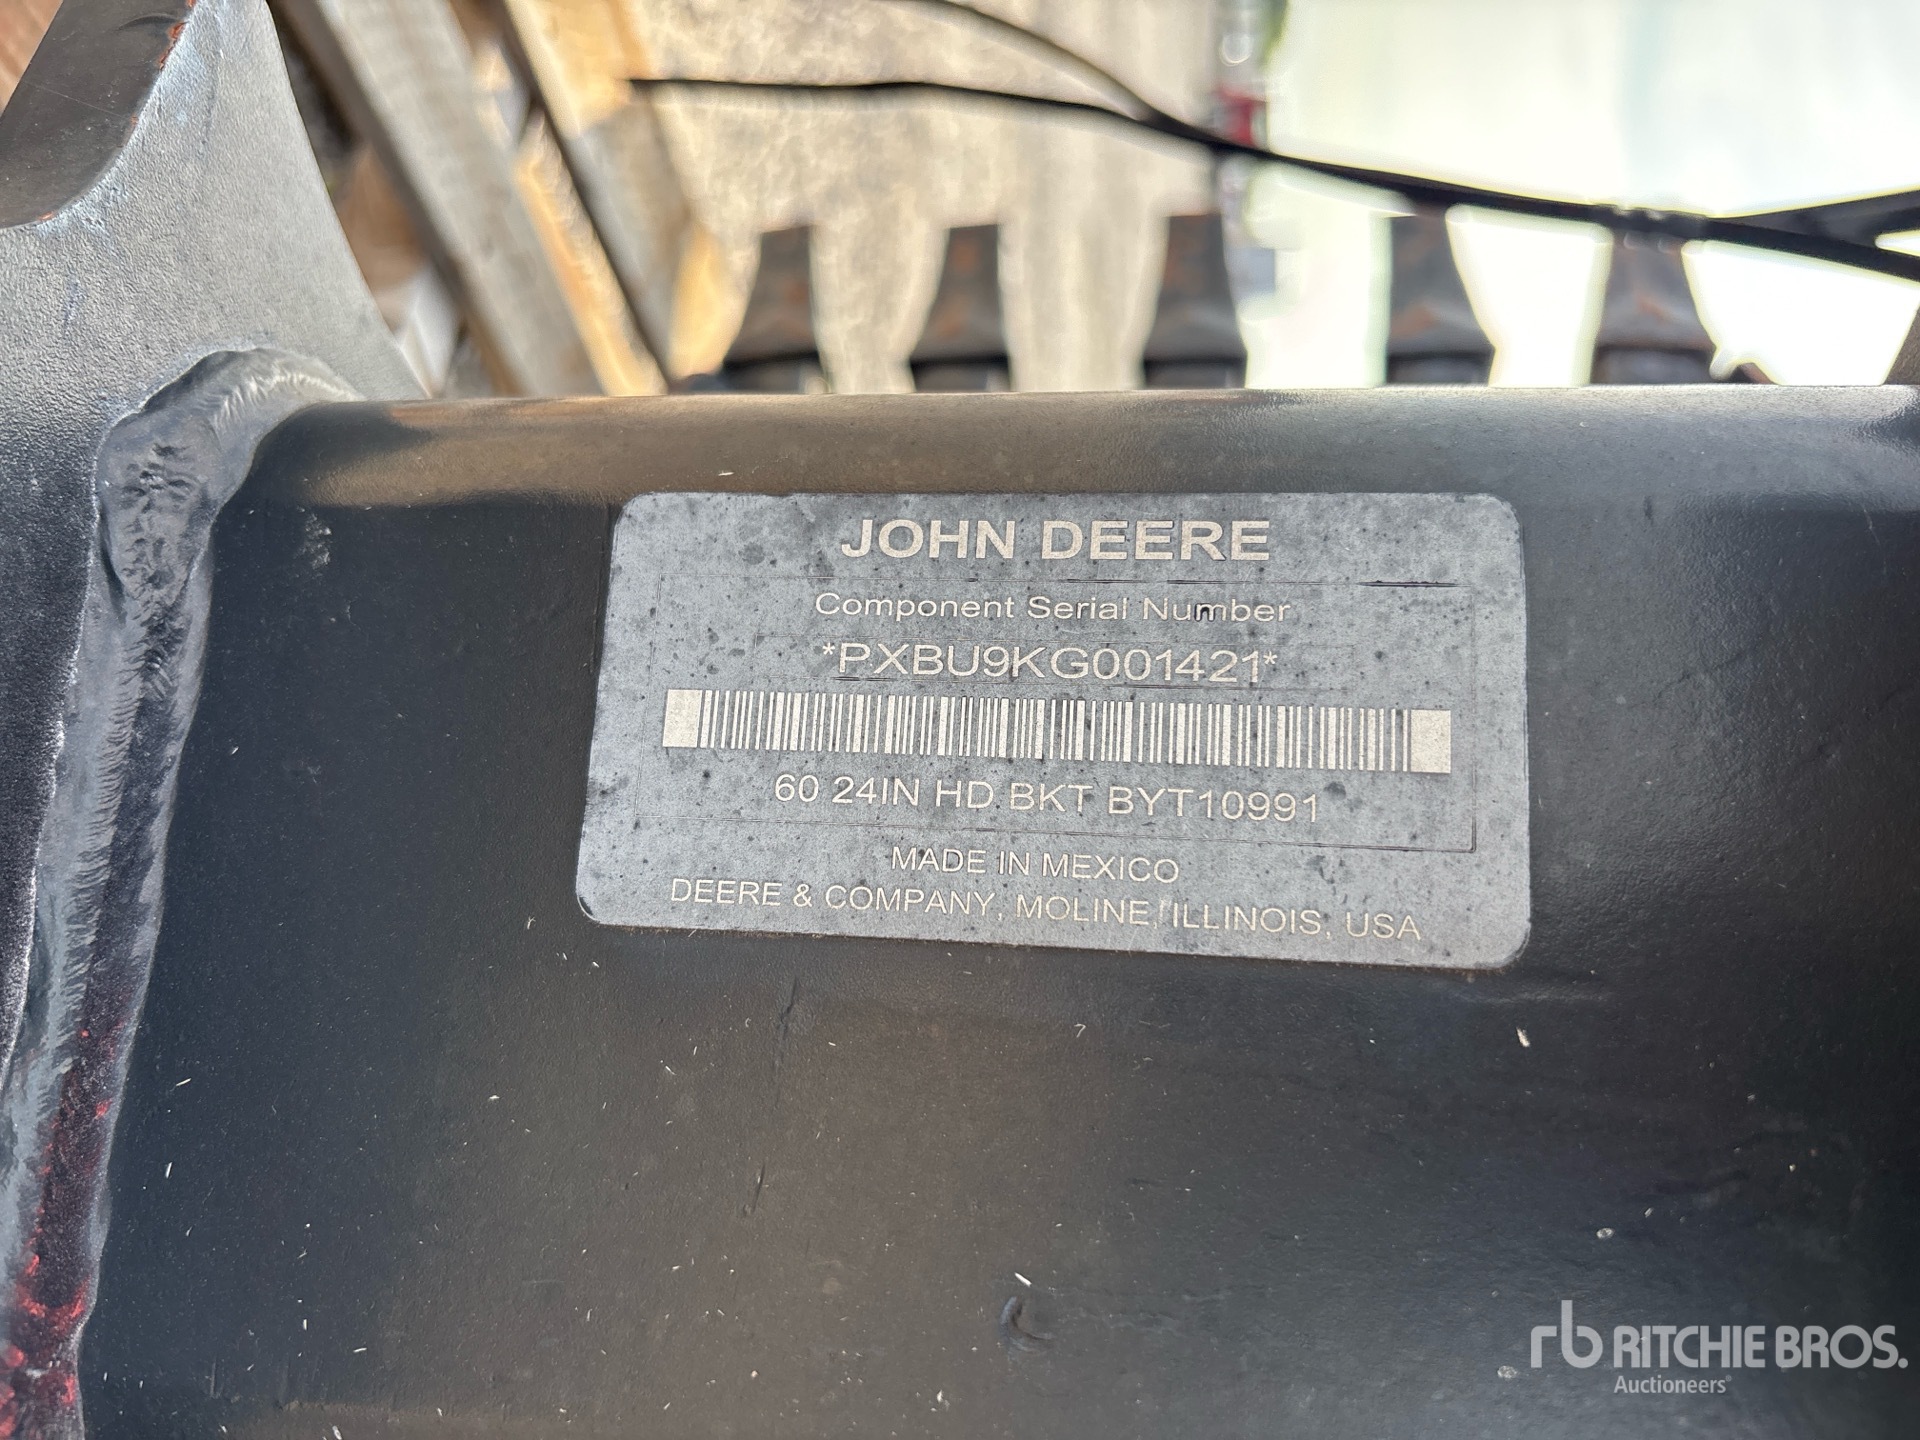 JOHN DEERE
Component Serial Number
*PXBU9KG001421*
60 24IN HD BKT BYT10991
MADE IN MEXICO
DEERE & COMPANY, MOLINE, ILLINOIS, USA
rb RITCHIE BROS.
Auctioneers